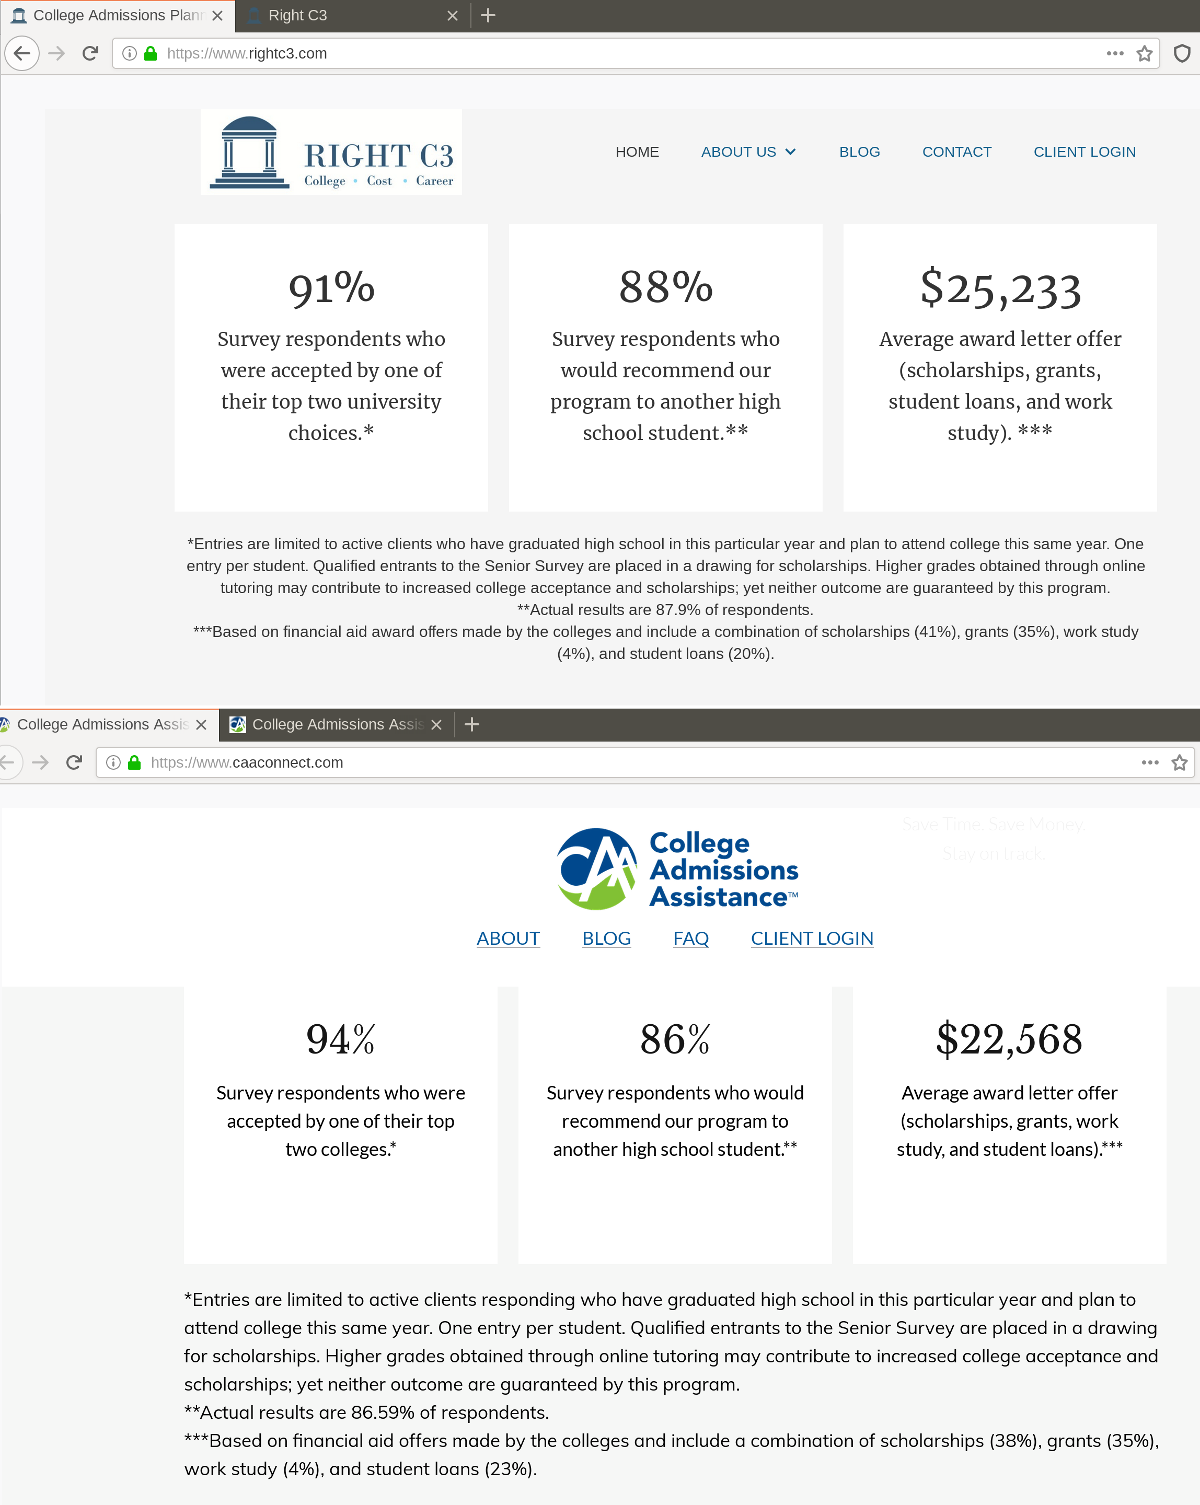 College Admissions Plan
Right C3
https://www.rightc3.com
RIGHT C3
College • Cost • Career
HOME
ABOUT US
BLOG
CONTACT
CLIENT LOGIN
91%
Survey respondents who
were accepted by one of
their top two university
choices.*
88%
Survey respondents who
would recommend our
program to another high
school student.**
$25,233
Average award letter offer
(scholarships, grants,
student loans, and work
study). ***
*Entries are limited to active clients who have graduated high school in this particular year and plan to attend college this same year. One
entry per student. Qualified entrants to the Senior Survey are placed in a drawing for scholarships. Higher grades obtained through online
tutoring may contribute to increased college acceptance and scholarships; yet neither outcome are guaranteed by this program.
**Actual results are 87.9% of respondents.
***Based on financial aid award offers made by the colleges and include a combination of scholarships (41%), grants (35%), work study
(4%), and student loans (20%).
College Admissions Assis
College Admissions Assis
https://www.caaconnect.com
Save Time. Save Money.
Stay on track.
CAA
College
Admissions
Assistance™
ABOUT
BLOG
FAQ
CLIENT LOGIN
94%
Survey respondents who were
accepted by one of their top
two colleges.*
86%
Survey respondents who would
recommend our program to
another high school student.**
$22,568
Average award letter offer
(scholarships, grants, work
study, and student loans).***
*Entries are limited to active clients responding who have graduated high school in this particular year and plan to
attend college this same year. One entry per student. Qualified entrants to the Senior Survey are placed in a drawing
for scholarships. Higher grades obtained through online tutoring may contribute to increased college acceptance and
scholarships; yet neither outcome are guaranteed by this program.
**Actual results are 86.59% of respondents.
***Based on financial aid offers made by the colleges and include a combination of scholarships (38%), grants (35%),
work study (4%), and student loans (23%).